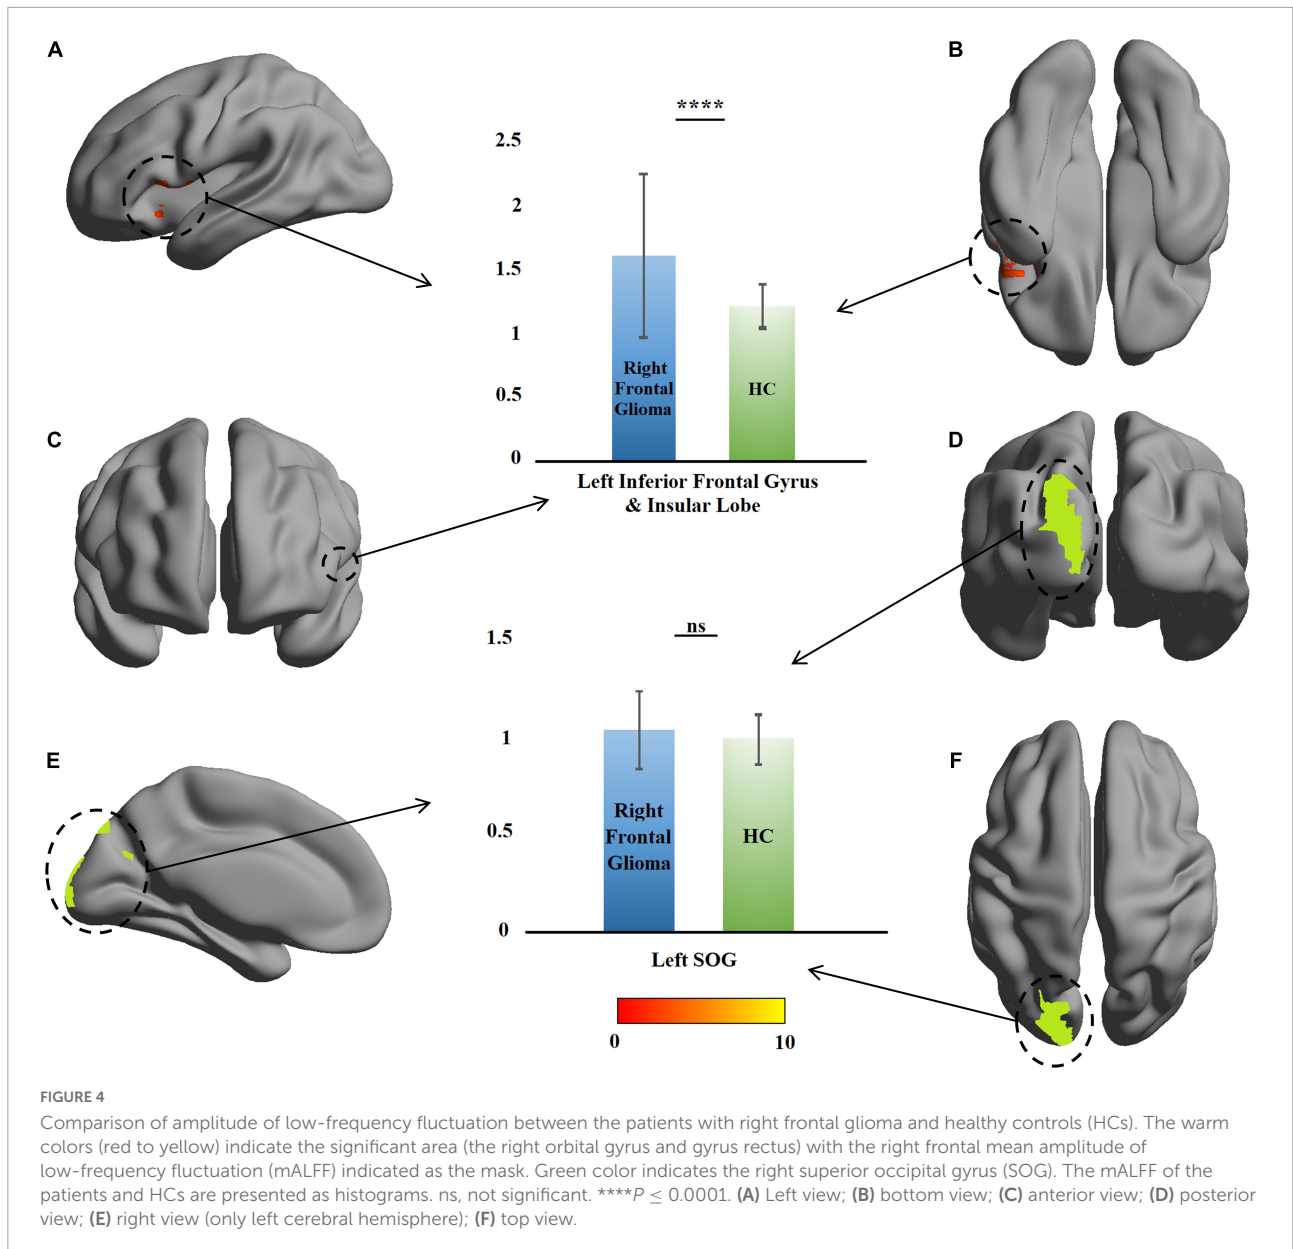 A
B
****
2.5
2
1.5
1
0.5
0
Right
Frontal
Glioma
HC
Left Inferior Frontal Gyrus
& Insular Lobe
C
D
1.5
ns
1
0.5
0
Right
Frontal
Glioma
HC
Left SOG
E
F
0
10
FIGURE 4
Comparison of amplitude of low-frequency fluctuation between the patients with right frontal glioma and healthy controls (HCs). The warm
colors (red to yellow) indicate the significant area (the right orbital gyrus and gyrus rectus) with the right frontal mean amplitude of
low-frequency fluctuation (mALFF) indicated as the mask. Green color indicates the right superior occipital gyrus (SOG). The mALFF of the
patients and HCs are presented as histograms. ns, not significant. ****P ≤ 0.0001. (A) Left view; (B) bottom view; (C) anterior view; (D) posterior
view; (E) right view (only left cerebral hemisphere); (F) top view.